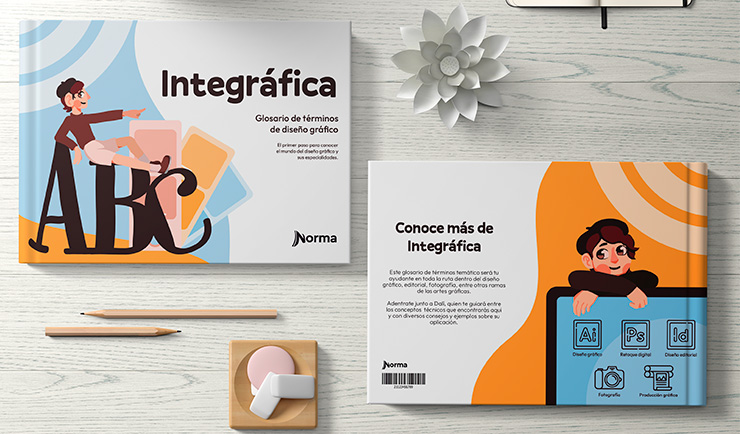 Integráfica
Glosario de términos
de diseño gráfico
El primer paso para conocer
el mundo del diseño gráfico y
sus especialidades.
ABC
Norma
Conoce más de
Integráfica
Este glosario de términos temático será tu
ayudante en toda la ruta dentro del diseño
gráfico, editorial, fotografía, entre otras ramas
de las artes gráficas.
Adentrate junto a Dalí, quien te guiará entre
los conceptos técnicos que encontrarás aquí
y con diversos consejos y ejemplos sobre su
aplicación.
Norma
Ai
Ps
Id
Diseño gráfico
Retoque digital
Diseño editorial
Fotografía
Producción gráfica